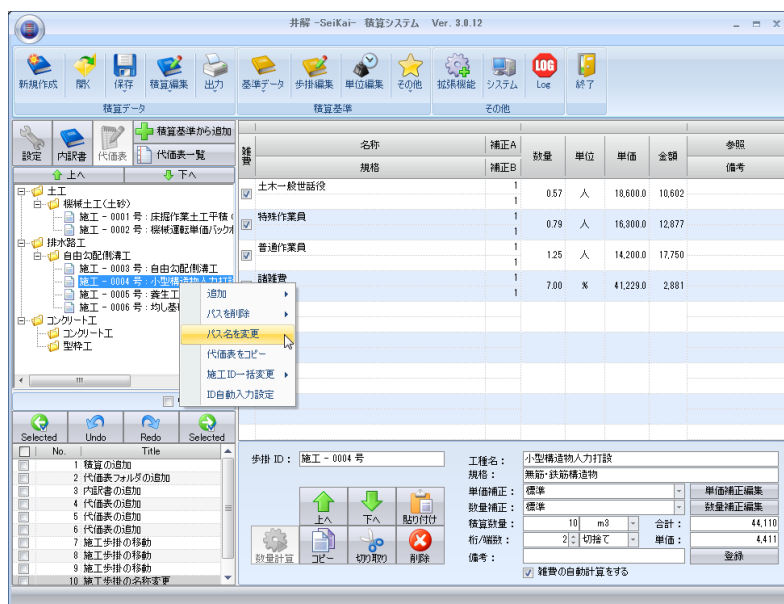 井解 -SeiKai- 積算システム Ver. 3.0.12
新規作成 開く 保存 積算編集 出力
積算データ
基準データ 歩掛編集 単位編集 その他
積算基準
拡張機能 システム Log 終了
その他
LOG
設定 内訳書 代価表
積算基準から追加
代価表一覧
上へ 下へ
土工
機械土工(土砂)
施工 - 0001 号 : 床掘作業土工平積
施工 - 0002 号 : 機械運転単価バックホ
排水路工
自由勾配側溝工
施工 - 0003 号 : 自由勾配側溝工
施工 - 0004 号 : 小型構造物人力打設
施工 - 0005 号 : 養生工
施工 - 0006 号 : 均し基
コンクリート工
コンクリート工
型枠工
追加
パスを削除
パス名を変更
代価表をコピー
施工ID一括変更
ID自動入力設定
Selected Undo Redo Selected
No. Title
1 積算の追加
2 代価表フォルダの追加
3 内訳書の追加
4 代価表の追加
5 代価表の追加
6 代価表の追加
7 施工歩掛の移動
8 施工歩掛の移動
9 施工歩掛の移動
10 施工歩掛の名称変更
雑費 名称 補正A 数量 単位 単価 金額 参照
規格 補正B 備考
土木一般世話役 1
1 0.57 人 18,600.0 10,602
特殊作業員 1
1 0.79 人 16,300.0 12,877
普通作業員 1
1 1.25 人 14,200.0 17,750
諸雑費 1
1 7.00 % 41,229.0 2,881
歩掛 ID : 施工 - 0004 号
上へ 下へ 貼り付け
数量計算 コピー 切り取り 削除
工種名 : 小型構造物人力打設
規格 : 無筋・鉄筋構造物
単価補正 : 標準 単価補正編集
数量補正 : 標準 数量補正編集
積算数量 : 10 m3 合計 : 44,110
桁/端数 : 2 切捨て 単価 : 4,411
備考 : 登録
雑費の自動計算をする